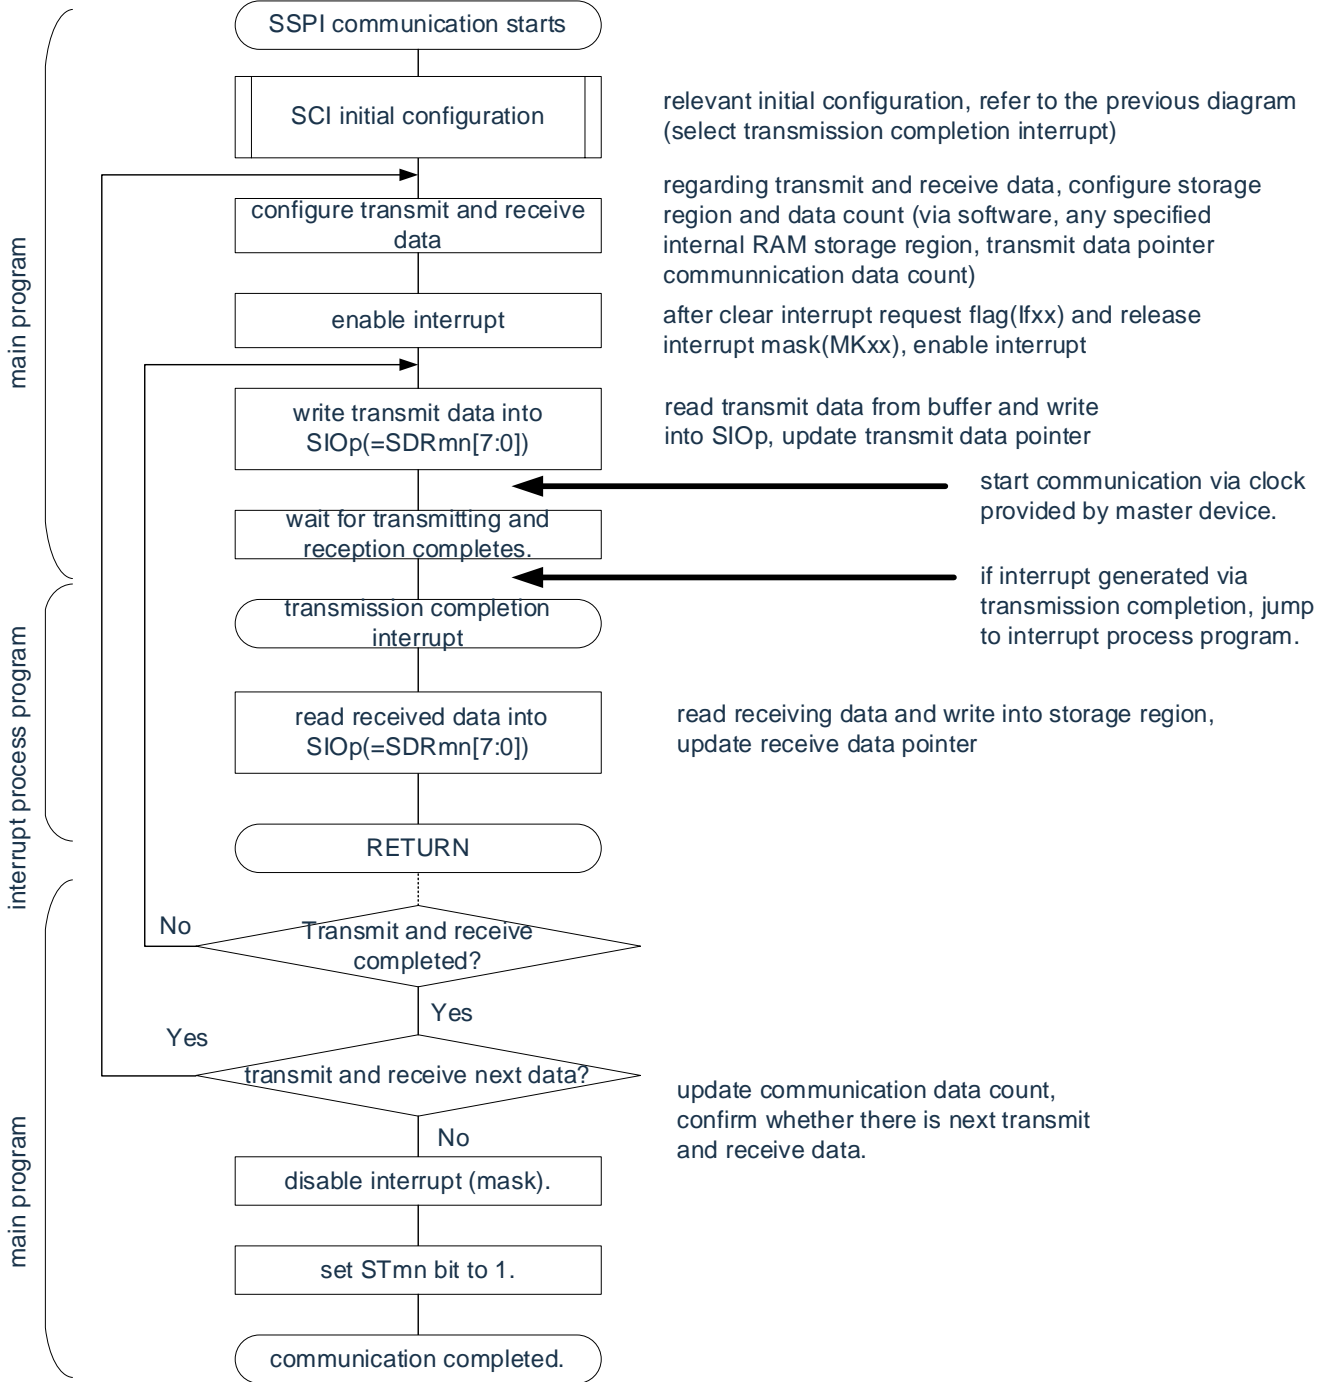 SSPI communication starts
SCI initial configuration
relevant initial configuration, refer to the previous diagram
(select transmission completion interrupt)
configure transmit and receive
data
regarding transmit and receive data, configure storage
region and data count (via software, any specified
internal RAM storage region, transmit data pointer
communnication data count)
main program
enable interrupt
after clear interrupt request flag(Ifxx) and release
interrupt mask(MKxx), enable interrupt
write transmit data into
SIOp(=SDRmn[7:0])
read transmit data from buffer and write
into SIOp, update transmit data pointer
start communication via clock
provided by master device.
wait for transmitting and
reception completes.
if interrupt generated via
transmission completion, jump
to interrupt process program.
transmission completion
interrupt
interrupt process program
read received data into
SIOp(=SDRmn[7:0])
read receiving data and write into storage region,
update receive data pointer
RETURN
No
Transmit and receive
completed?
Yes
Yes
transmit and receive next data?
update communication data count,
confirm whether there is next transmit
and receive data.
No
main program
disable interrupt (mask).
set STmn bit to 1.
communication completed.